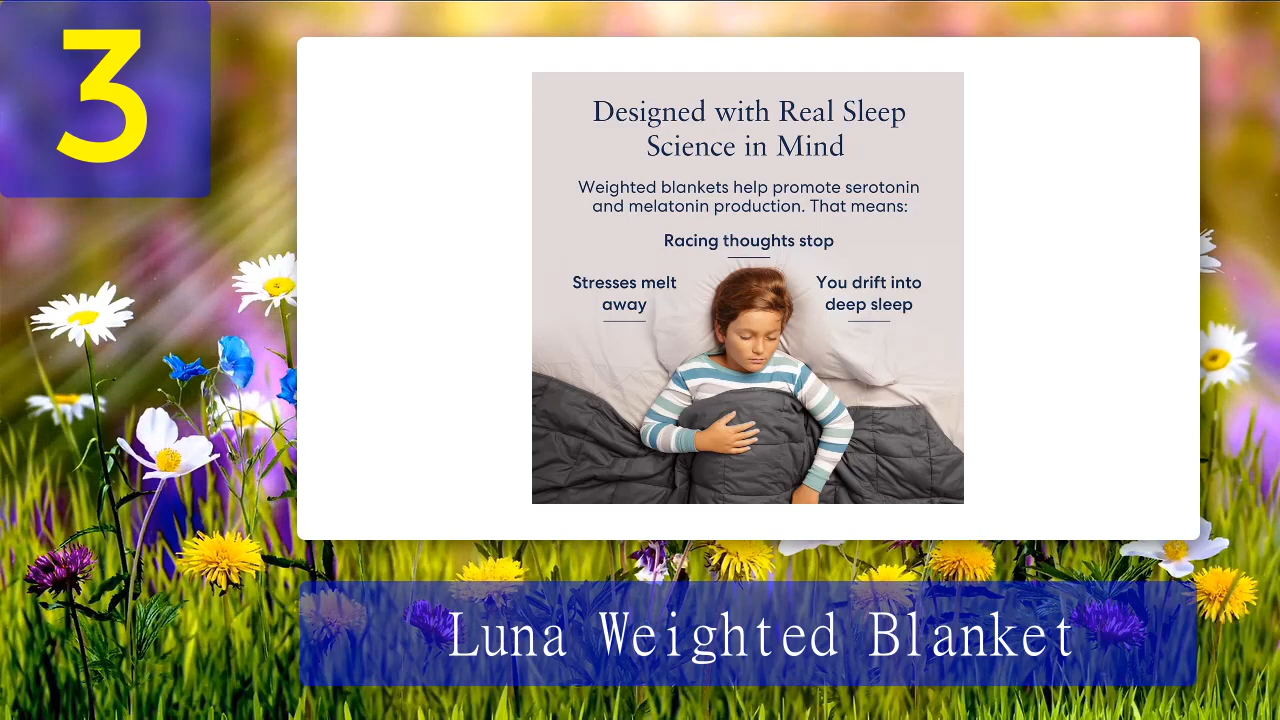 3
Designed with Real Sleep
Science in Mind
Weighted blankets help promote serotonin
and melatonin production. That means:
Racing thoughts stop
Stresses melt
away
You drift into
deep sleep
Luna Weighted Blanket